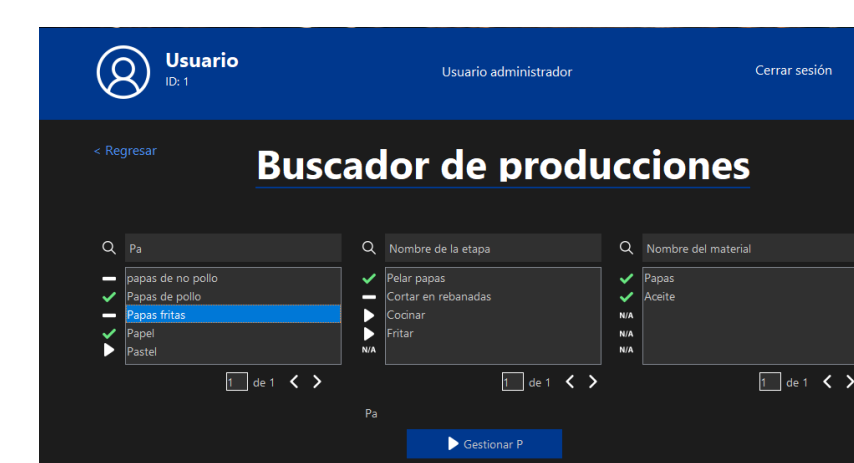 Usuario
ID: 1
Usuario administrador
Cerrar sesión
< Regresar
Buscador de producciones
Pa
Nombre de la etapa
Nombre del material
papas de no pollo
Papas de pollo
Papas fritas
Papel
Pastel
Pelar papas
Cortar en rebanadas
Cocinar
Fritar
N/A
Papas
Aceite
N/A
N/A
N/A
1 de 1
1 de 1
1 de 1
Pa
Gestionar P